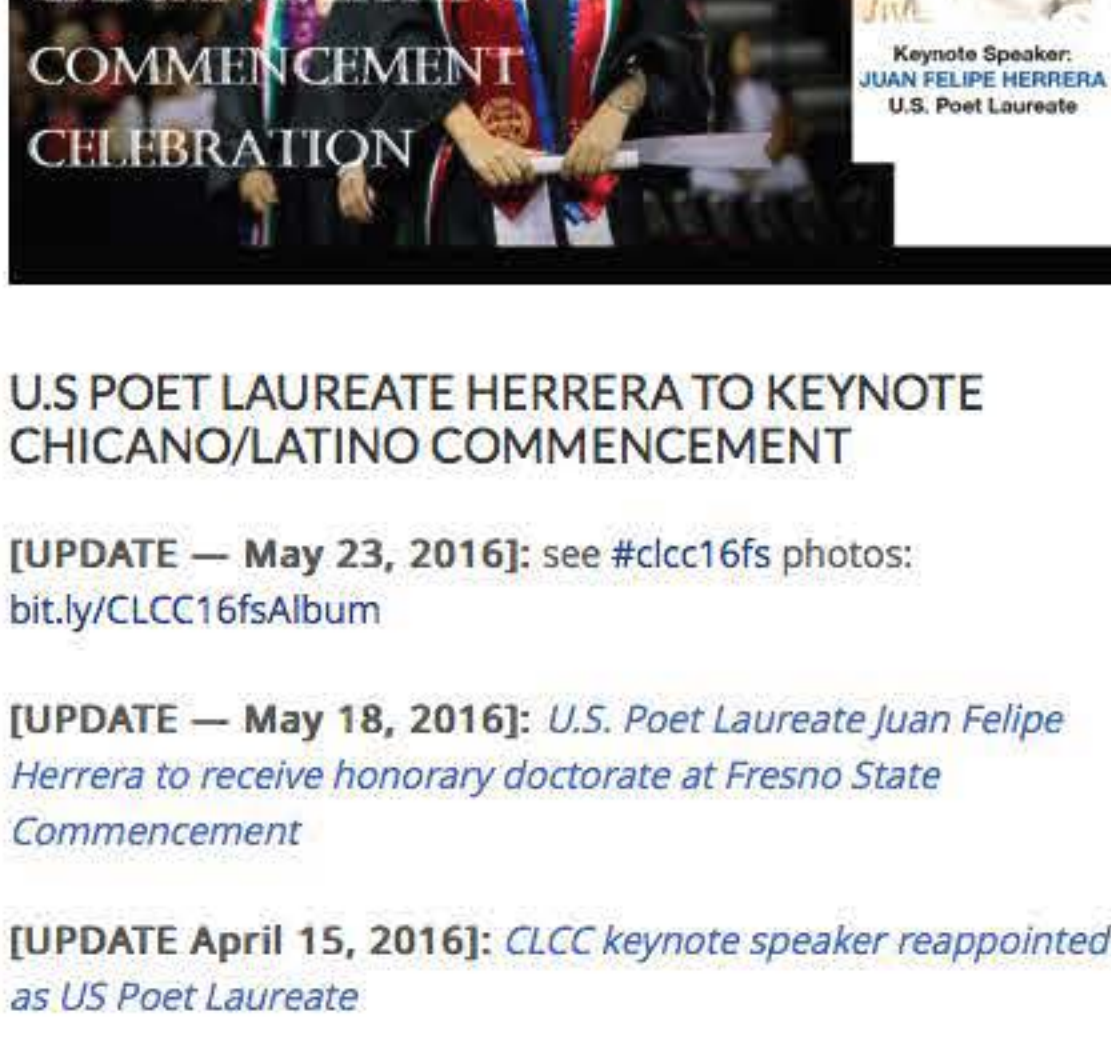 COMMENCEMENT
CELEBRATION
Keynote Speaker:
JUAN FELIPE HERRERA
U.S. Poet Laureate
U.S POET LAUREATE HERRERA TO KEYNOTE
CHICANO/LATINO COMMENCEMENT
[UPDATE — May 23, 2016]: see #clcc16fs photos:
bit.ly/CLCC16fsAlbum
[UPDATE — May 18, 2016]: U.S. Poet Laureate Juan Felipe
Herrera to receive honorary doctorate at Fresno State
Commencement
[UPDATE April 15, 2016]: CLCC keynote speaker reappointed
as US Poet Laureate